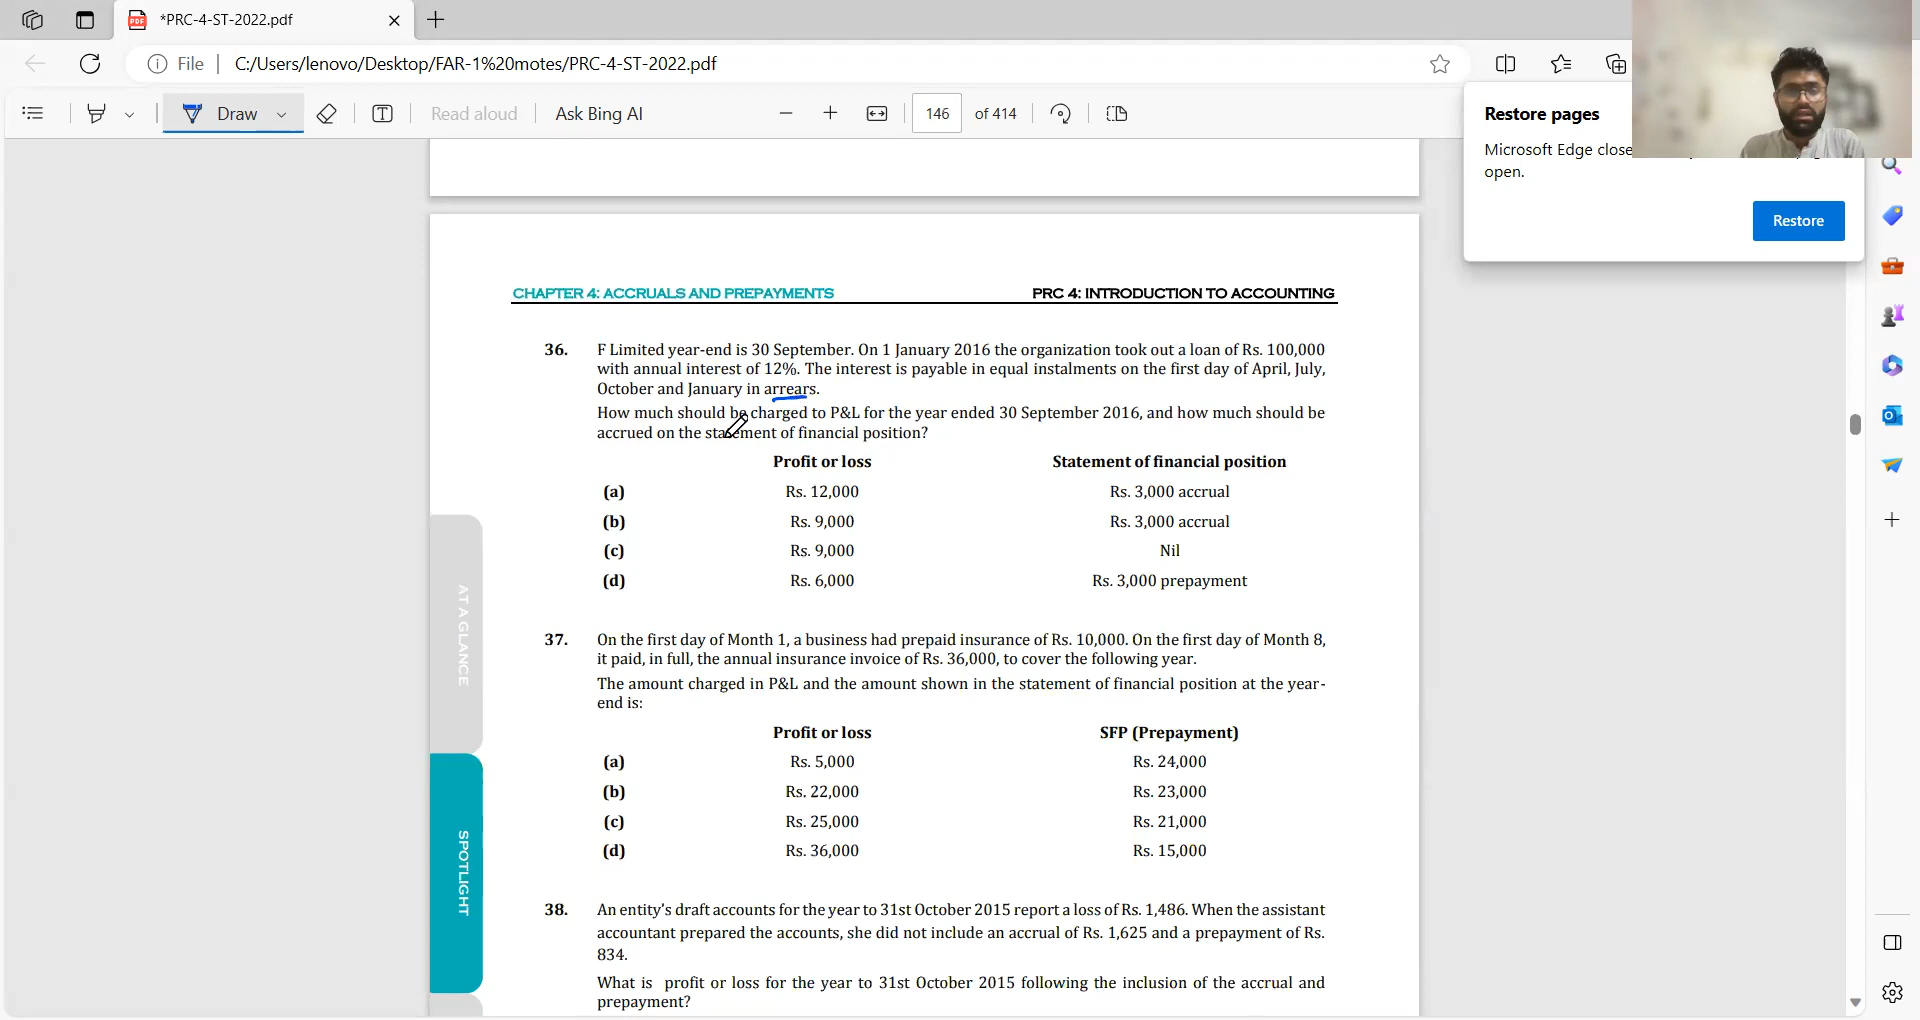 *PRC-4-ST-2022.pdf
File
C:/Users/lenovo/Desktop/FAR-1%20motes/PRC-4-ST-2022.pdf
Draw
Read aloud
Ask Bing AI
146
of 414
Restore pages
Microsoft Edge close
open.
Restore
CHAPTER 4: ACCRUALS AND PREPAYMENTS
PRC 4: INTRODUCTION TO ACCOUNTING
36. F Limited year-end is 30 September. On 1 January 2016 the organization took out a loan of Rs. 100,000
with annual interest of 12%. The interest is payable in equal instalments on the first day of April, July,
October and January in arrears.
How much should be charged to P&L for the year ended 30 September 2016, and how much should be
accrued on the statement of financial position?
Profit or loss Statement of financial position
(a) Rs. 12,000 Rs. 3,000 accrual
(b) Rs. 9,000 Rs. 3,000 accrual
(c) Rs. 9,000 Nil
(d) Rs. 6,000 Rs. 3,000 prepayment
AT A GLANCE
37. On the first day of Month 1, a business had prepaid insurance of Rs. 10,000. On the first day of Month 8,
it paid, in full, the annual insurance invoice of Rs. 36,000, to cover the following year.
The amount charged in P&L and the amount shown in the statement of financial position at the year-
end is:
Profit or loss SFP (Prepayment)
(a) Rs. 5,000 Rs. 24,000
(b) Rs. 22,000 Rs. 23,000
(c) Rs. 25,000 Rs. 21,000
(d) Rs. 36,000 Rs. 15,000
SPOTLIGHT
38. An entity's draft accounts for the year to 31st October 2015 report a loss of Rs. 1,486. When the assistant
accountant prepared the accounts, she did not include an accrual of Rs. 1,625 and a prepayment of Rs.
834.
What is profit or loss for the year to 31st October 2015 following the inclusion of the accrual and
prepayment?